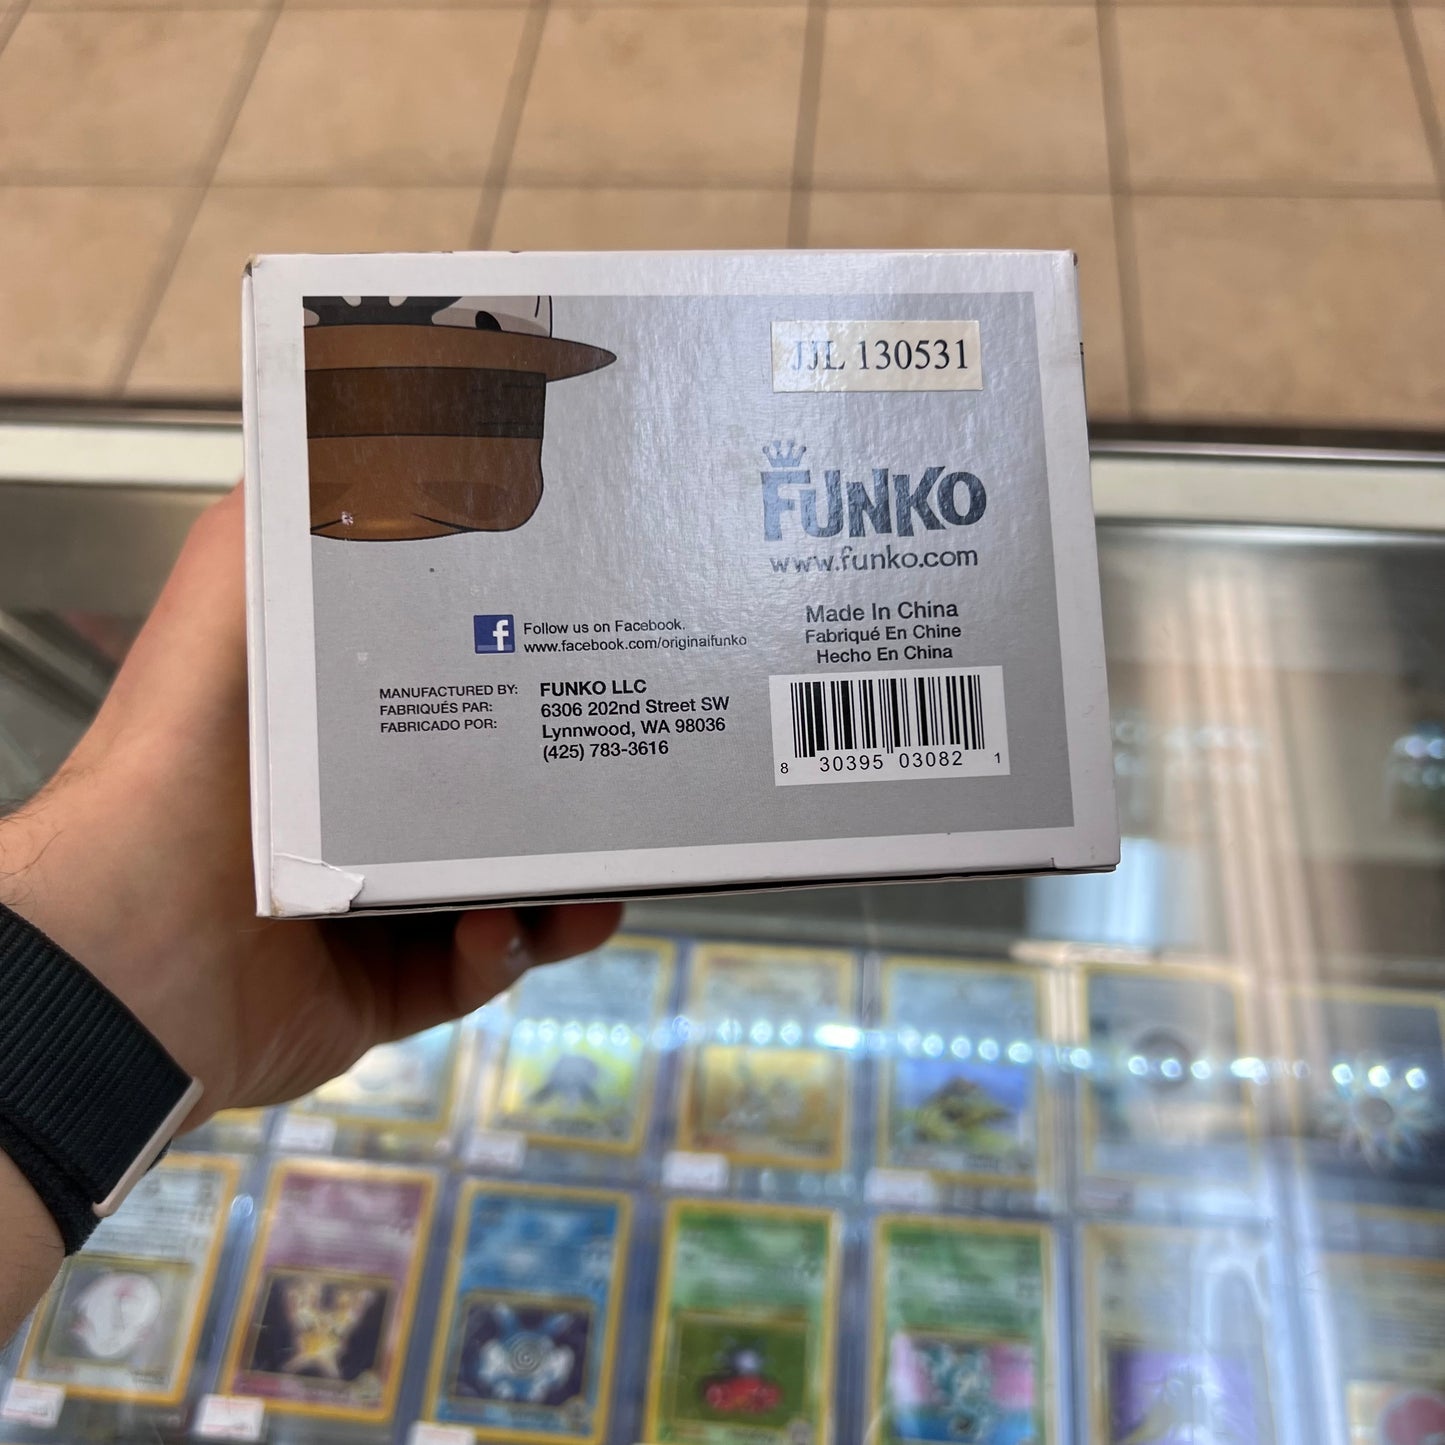 JJL 130531
FUNKO
www.funko.com
f
Follow us on Facebook.
www.facebook.com/originalfunko
Made In China
Fabriqué En Chine
Hecho En China
MANUFACTURED BY:
FABRIQUÉS PAR:
FABRICADO POR:
FUNKO LLC
6306 202nd Street SW
Lynnwood, WA 98036
(425) 783-3616
8 30395 03082 1